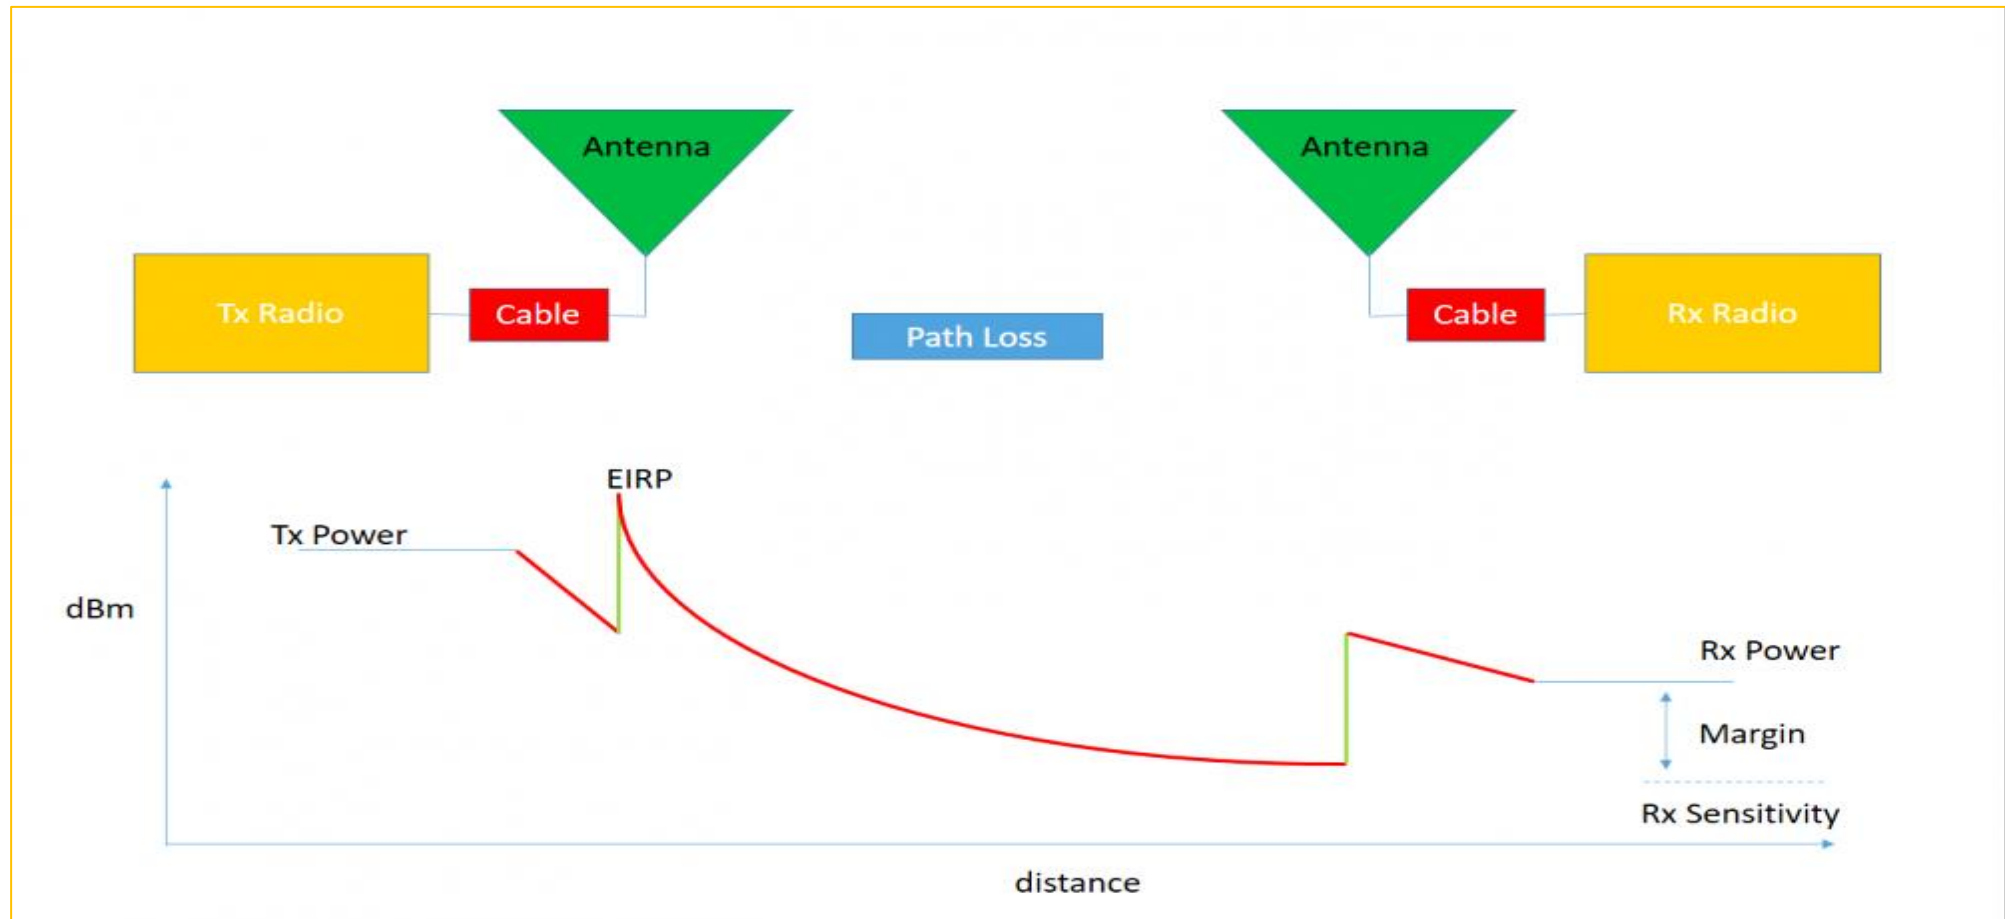 Antenna
Antenna
Tx Radio
Cable
Path Loss
Cable
Rx Radio
EIRP
Tx Power
dBm
Rx Power
Margin
Rx Sensitivity
distance